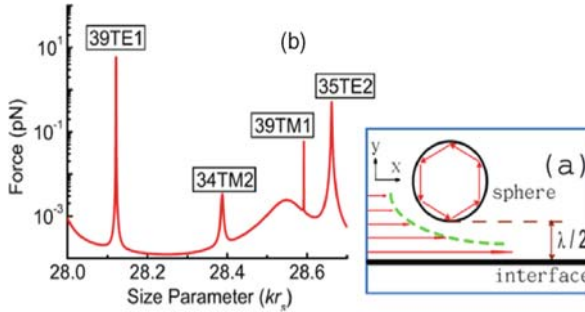 (b)
39TE1
35TE2
39TM1
34TM2
Force (pN)
10¹
10⁻¹
10⁻³
28.0
28.2
28.4
28.6
Size Parameter (krₛ)
(a)
y
x
sphere
λ/2
interface